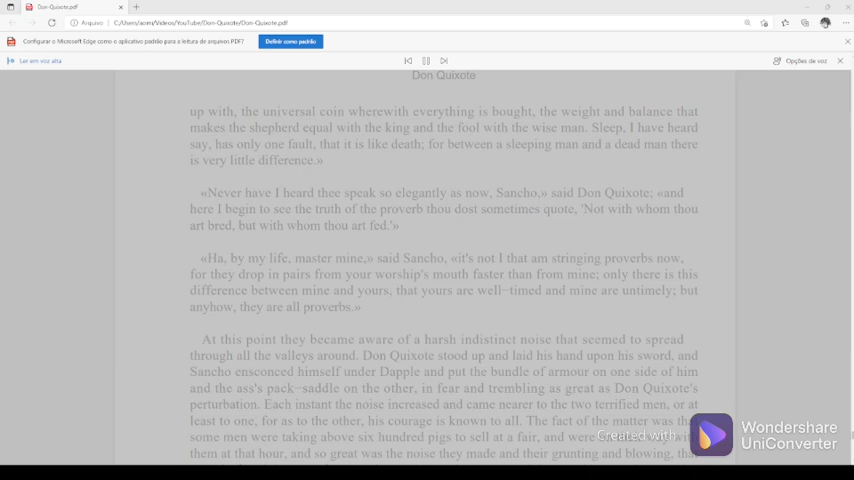 Don-Quixote.pdf
Arquivo | C:/Users/aoms/Videos/YouTube/Don-Quixote/Don-Quixote.pdf
Configurar o Microsoft Edge como o aplicativo padrão para a leitura de arquivos PDF? Definir como padrão
Ler em voz alta Opções de voz
Don Quixote
up with, the universal coin wherewith everything is bought, the weight and balance that
makes the shepherd equal with the king and the fool with the wise man. Sleep, I have heard
say, has only one fault, that it is like death; for between a sleeping man and a dead man there
is very little difference.»
«Never have I heard thee speak so elegantly as now, Sancho,» said Don Quixote; «and
here I begin to see the truth of the proverb thou dost sometimes quote, 'Not with whom thou
art bred, but with whom thou art fed.'»
«Ha, by my life, master mine,» said Sancho, «it's not I that am stringing proverbs now,
for they drop in pairs from your worship's mouth faster than from mine; only there is this
difference between mine and yours, that yours are well−timed and mine are untimely; but
anyhow, they are all proverbs.»
At this point they became aware of a harsh indistinct noise that seemed to spread
through all the valleys around. Don Quixote stood up and laid his hand upon his sword, and
Sancho ensconced himself under Dapple and put the bundle of armour on one side of him
and the ass's pack−saddle on the other, in fear and trembling as great as Don Quixote's
perturbation. Each instant the noise increased and came nearer to the two terrified men, or at
least to one, for as to the other, his courage is known to all. The fact of the matter was that
some men were taking above six hundred pigs to sell at a fair, and were
them at that hour, and so great was the noise they made and their grunting and blowing, that
Created with Wondershare
UniConverter